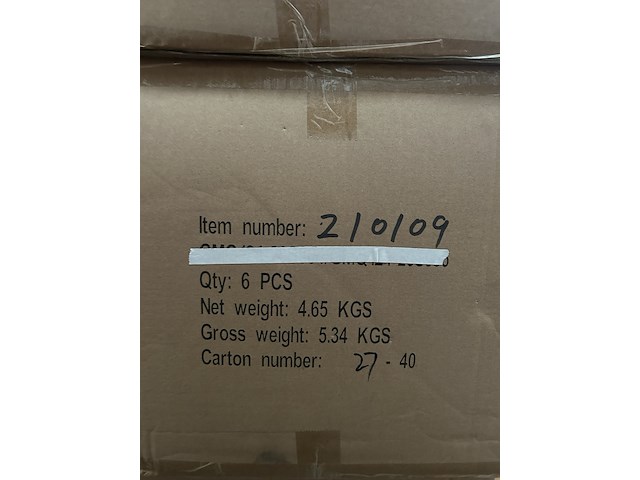 Item number: 210109
Qty: 6 PCS
Net weight: 4.65 KGS
Gross weight: 5.34 KGS
Carton number: 27 - 40